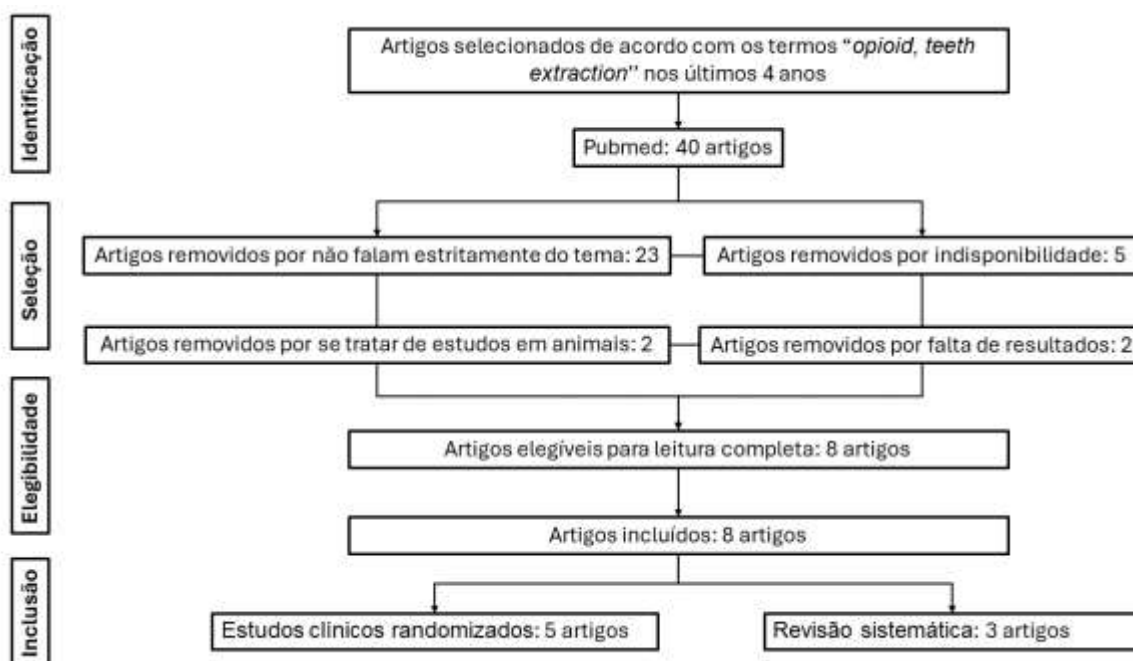 Identificação
Artigos selecionados de acordo com os termos “opioid, teeth
extraction” nos últimos 4 anos
Pubmed: 40 artigos
Seleção
Artigos removidos por não falam estritamente do tema: 23
Artigos removidos por indisponibilidade: 5
Artigos removidos por se tratar de estudos em animais: 2
Artigos removidos por falta de resultados: 2
Elegibilidade
Artigos elegíveis para leitura completa: 8 artigos
Artigos incluídos: 8 artigos
Inclusão
Estudos clínicos randomizados: 5 artigos
Revisão sistemática: 3 artigos